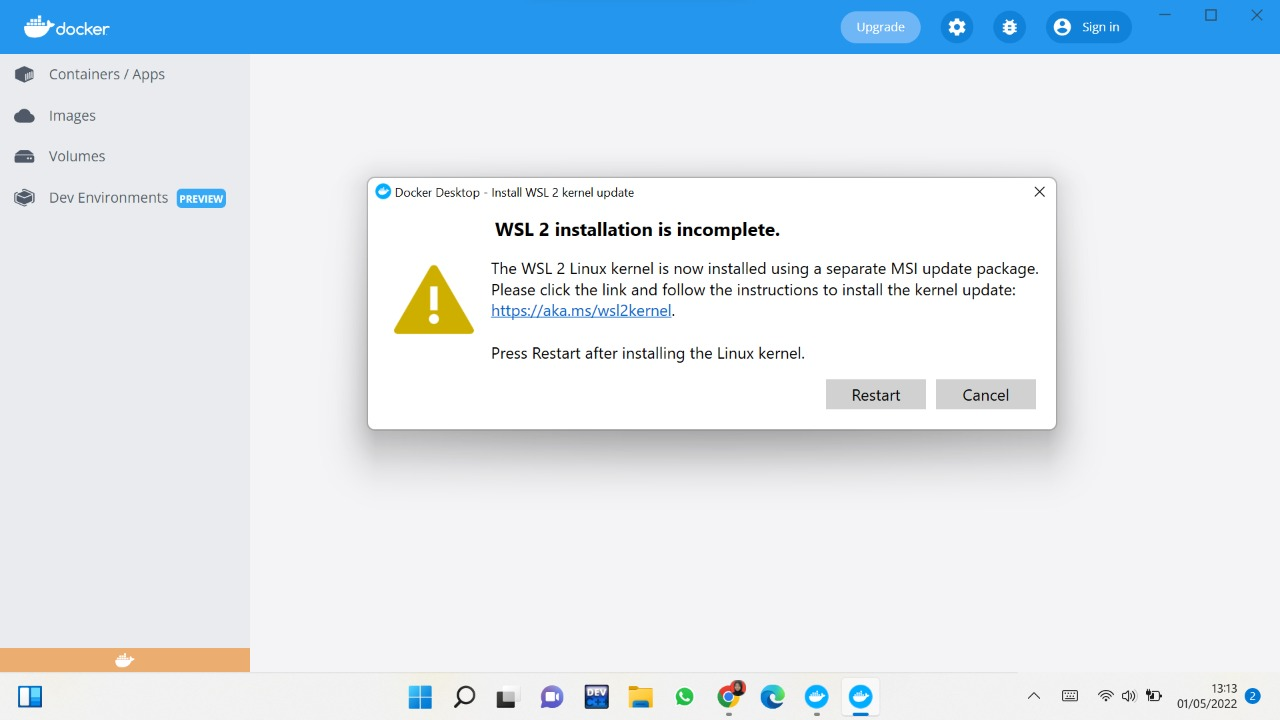 docker
Upgrade
Sign in
Containers / Apps
Images
Volumes
Dev Environments PREVIEW
Docker Desktop - Install WSL 2 kernel update
WSL 2 installation is incomplete.
The WSL 2 Linux kernel is now installed using a separate MSI update package.
Please click the link and follow the instructions to install the kernel update:
https://aka.ms/wsl2kernel.
Press Restart after installing the Linux kernel.
Restart
Cancel
DEV
C++
13:13
01/05/2022
2